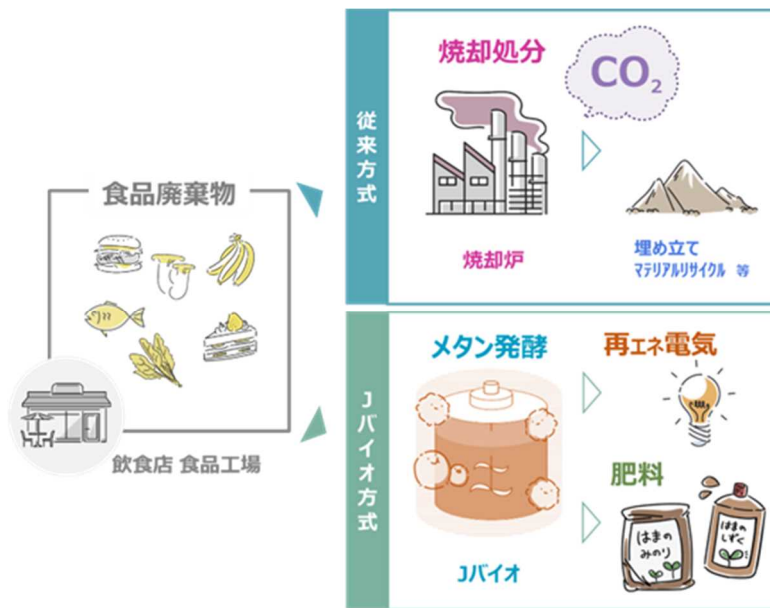 食品廃棄物
飲食店 食品工場
従来方式
焼却処分
CO₂
焼却炉
埋め立て
マテリアルリサイクル 等
Jバイオ方式
メタン発酵
Jバイオ
再エネ電気
肥料
はまの
みのり
はまの
しずく